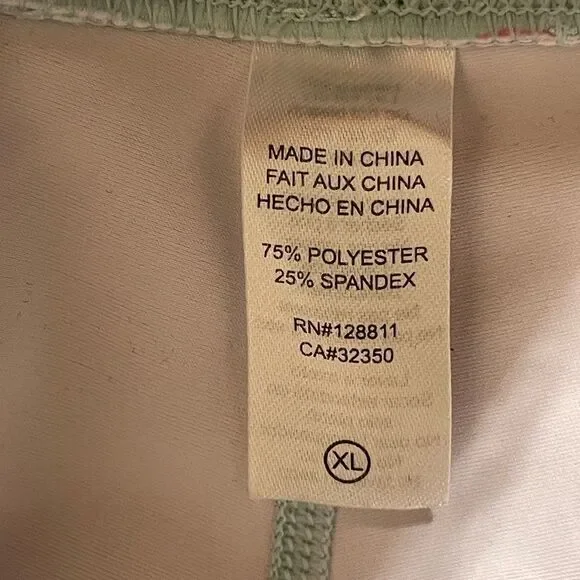 MADE IN CHINA
FAIT AUX CHINA
HECHO EN CHINA
75% POLYESTER
25% SPANDEX
RN#128811
CA#32350
XL